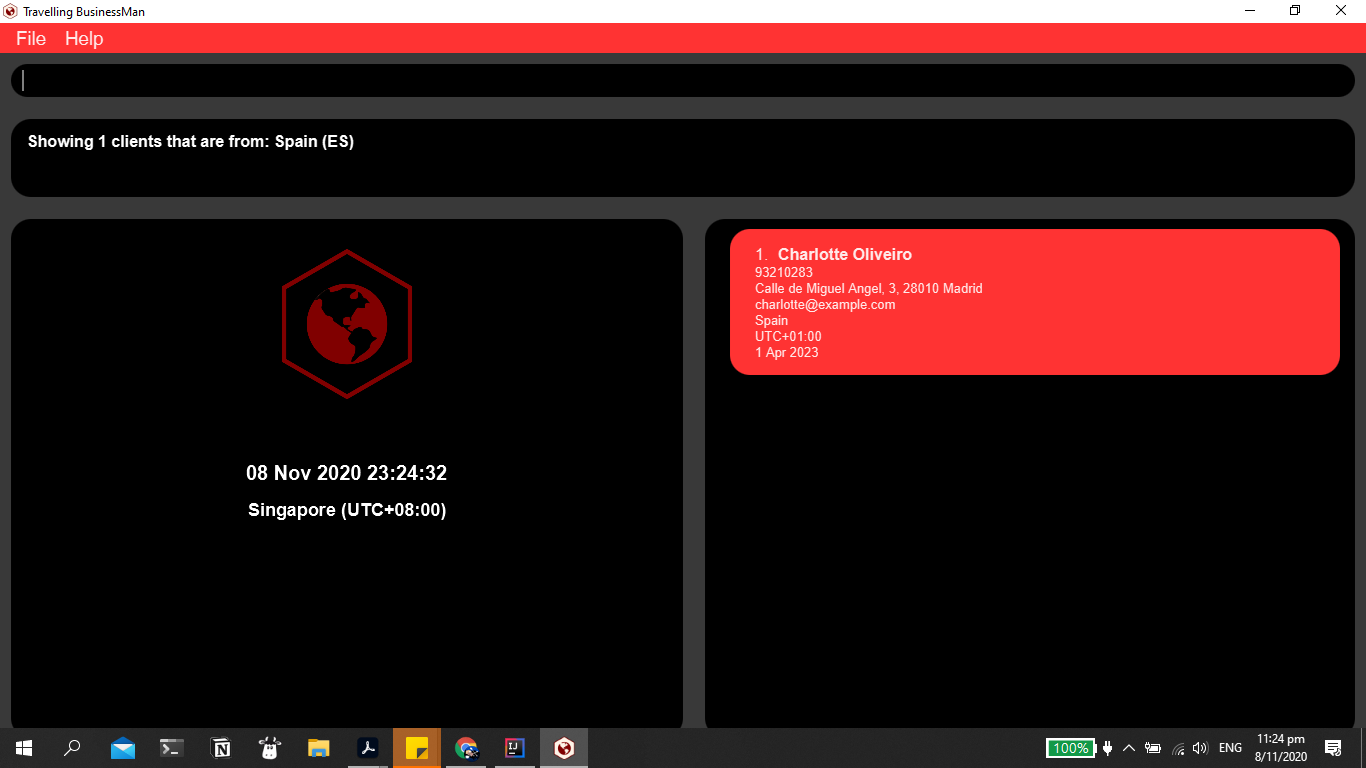 Travelling BusinessMan
File Help
Showing 1 clients that are from: Spain (ES)
08 Nov 2020 23:24:32
Singapore (UTC+08:00)
1. Charlotte Oliveiro
93210283
Calle de Miguel Angel, 3, 28010 Madrid
charlotte@example.com
Spain
UTC+01:00
1 Apr 2023
100% ENG 11:24 pm
8/11/2020